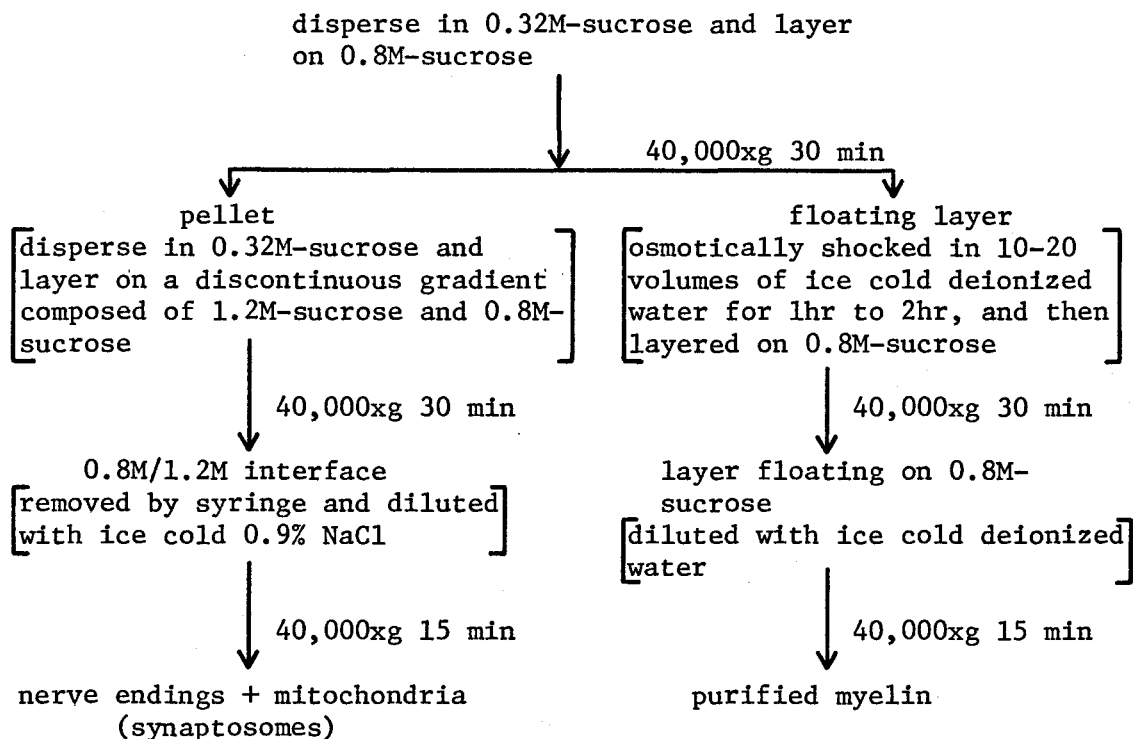 disperse in 0.32M-sucrose and layer
on 0.8M-sucrose
40,000xg 30 min
pellet
disperse in 0.32M-sucrose and
layer on a discontinuous gradient
composed of 1.2M-sucrose and 0.8M-
sucrose
40,000xg 30 min
0.8M/1.2M interface
removed by syringe and diluted
with ice cold 0.9% NaCl
40,000xg 15 min
nerve endings + mitochondria
(synaptosomes)
floating layer
osmotically shocked in 10-20
volumes of ice cold deionized
water for 1hr to 2hr, and then
layered on 0.8M-sucrose
40,000xg 30 min
layer floating on 0.8M-
sucrose
diluted with ice cold deionized
water
40,000xg 15 min
purified myelin